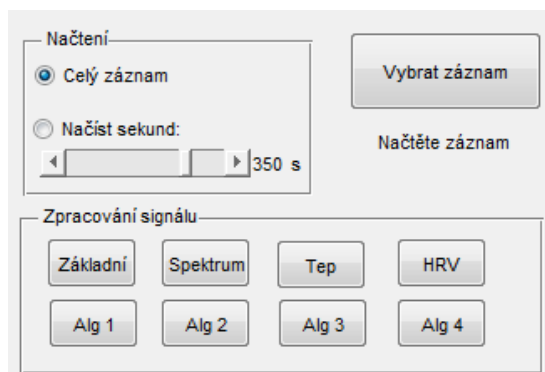 Načtení
Celý záznam
Vybrat záznam
Načíst sekund:
Načtěte záznam
350 s
Zpracování signálu
Základní Spektrum Tep HRV
Alg 1 Alg 2 Alg 3 Alg 4